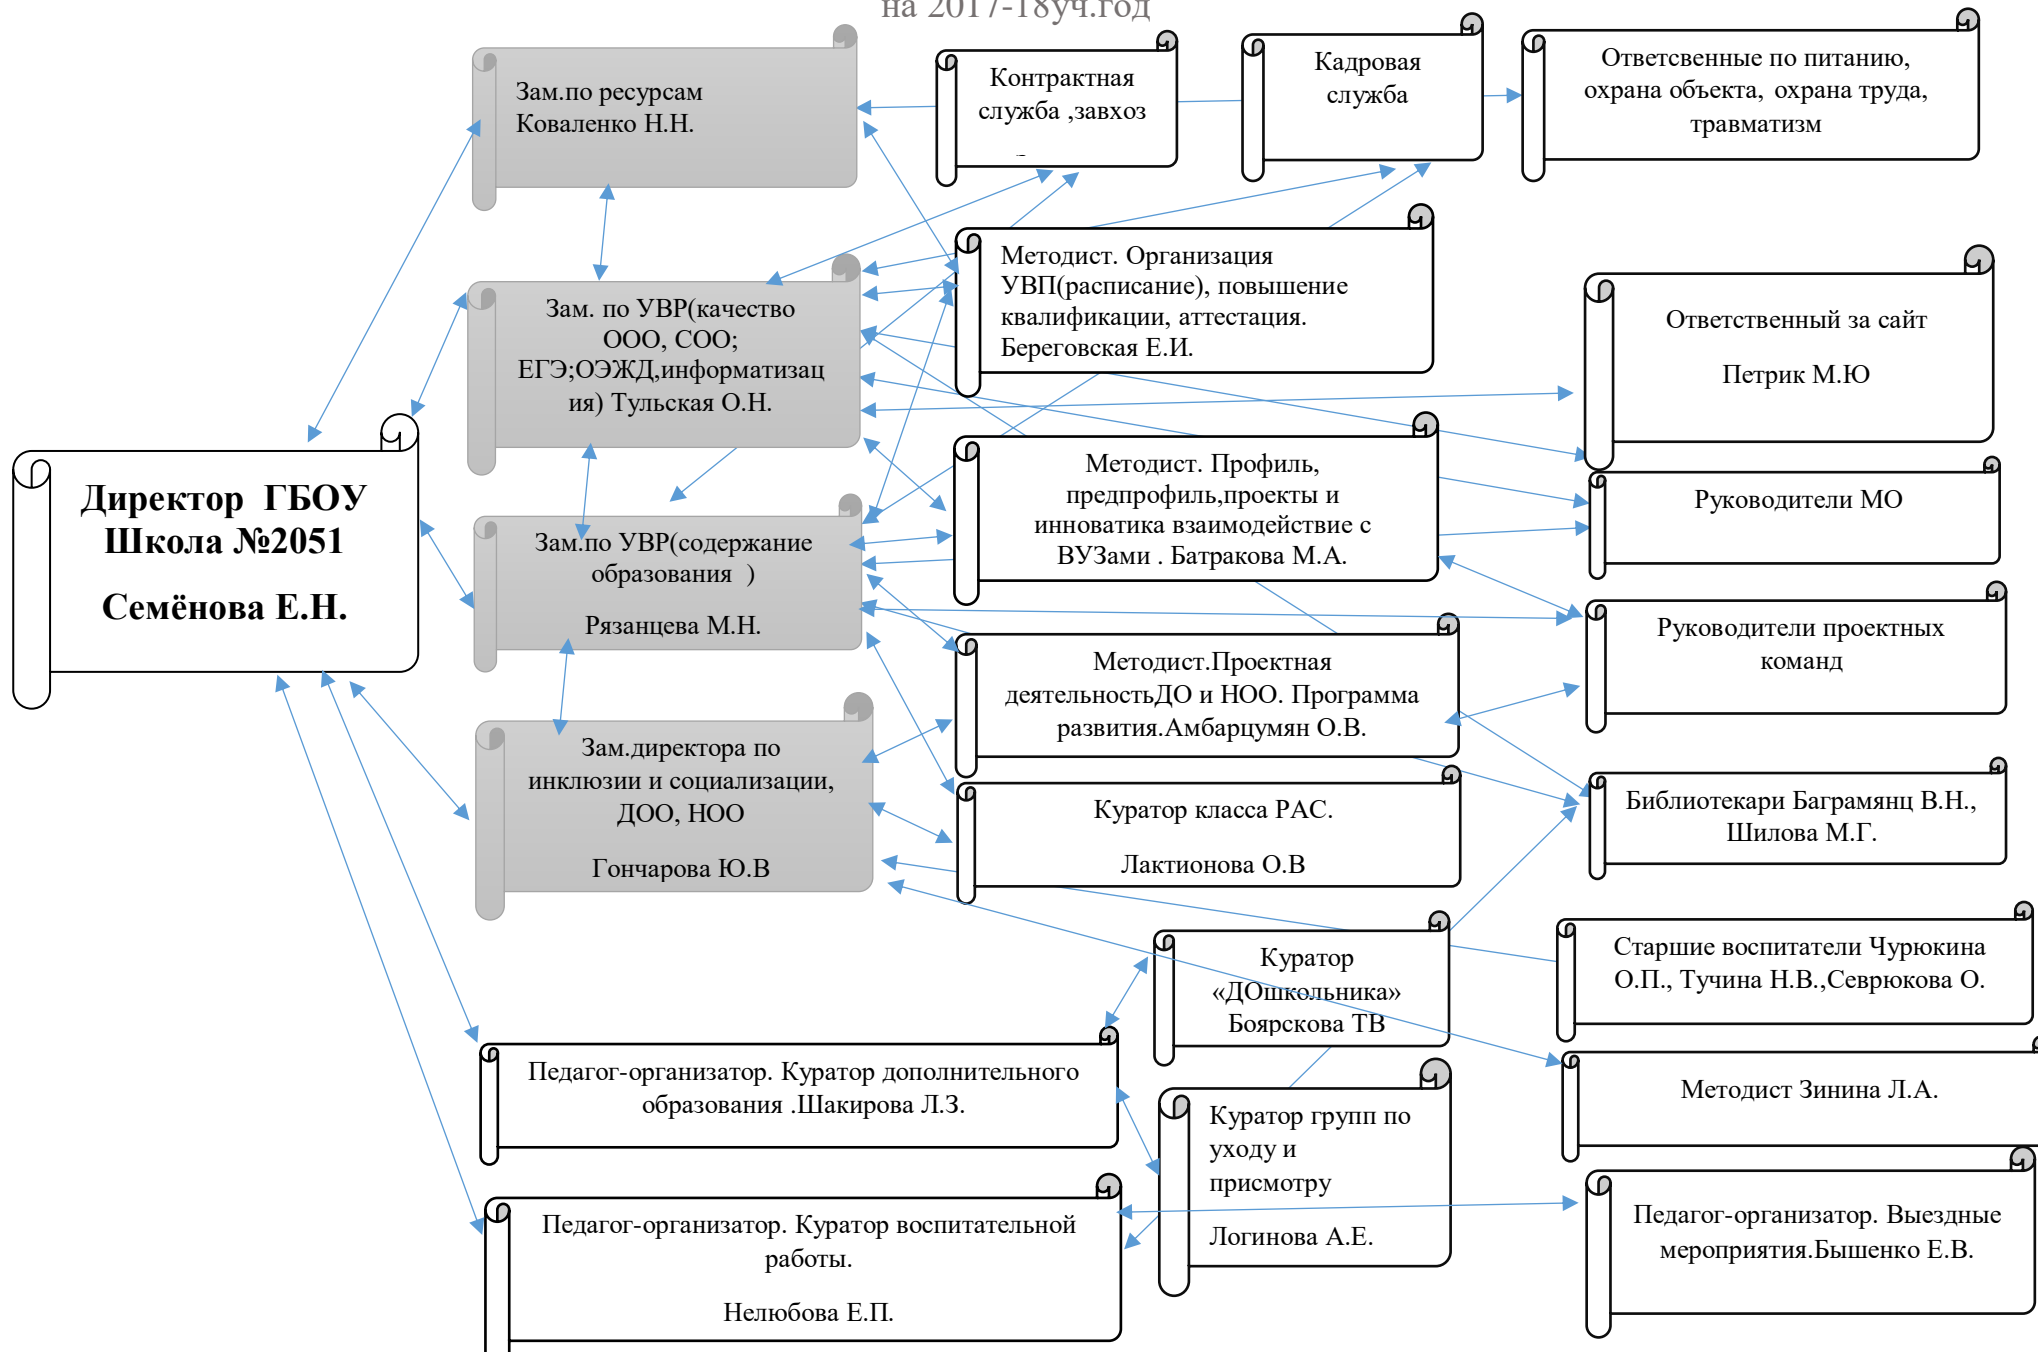 на 2017-18уч.год
Зам.по ресурсам
Коваленко Н.Н.
Контрактная
служба ,завхоз
Кадровая
служба
Ответсвенные по питанию,
охрана объекта, охрана труда,
травматизм
Зам. по УВР(качество
ООО, СОО;
ЕГЭ;ОЭЖД,информатизац
ия) Тульская О.Н.
Методист. Организация
УВП(расписание), повышение
квалификации, аттестация.
Береговская Е.И.
Ответственный за сайт
Петрик М.Ю
Директор ГБОУ
Школа №2051
Семёнова Е.Н.
Методист. Профиль,
предпрофиль,проекты и
инноватика взаимодействие с
ВУЗами . Батракова М.А.
Руководители МО
Зам.по УВР(содержание
образования )
Рязанцева М.Н.
Руководители проектных
команд
Методист.Проектная
деятельностьДО и НОО. Программа
развития.Амбарцумян О.В.
Зам.директора по
инклюзии и социализации,
ДОО, НОО
Гончарова Ю.В
Куратор класса РАС.
Лактионова О.В
Библиотекари Баграмянц В.Н.,
Шилова М.Г.
Куратор
«ДОшкольника»
Боярскова ТВ
Старшие воспитатели Чурюкина
О.П., Тучина Н.В.,Севрюкова О.
Педагог-организатор. Куратор дополнительного
образования .Шакирова Л.З.
Методист Зинина Л.А.
Куратор групп по
уходу и
присмотру
Логинова А.Е.
Педагог-организатор. Куратор воспитательной
работы.
Нелюбова Е.П.
Педагог-организатор. Выездные
мероприятия.Бышенко Е.В.